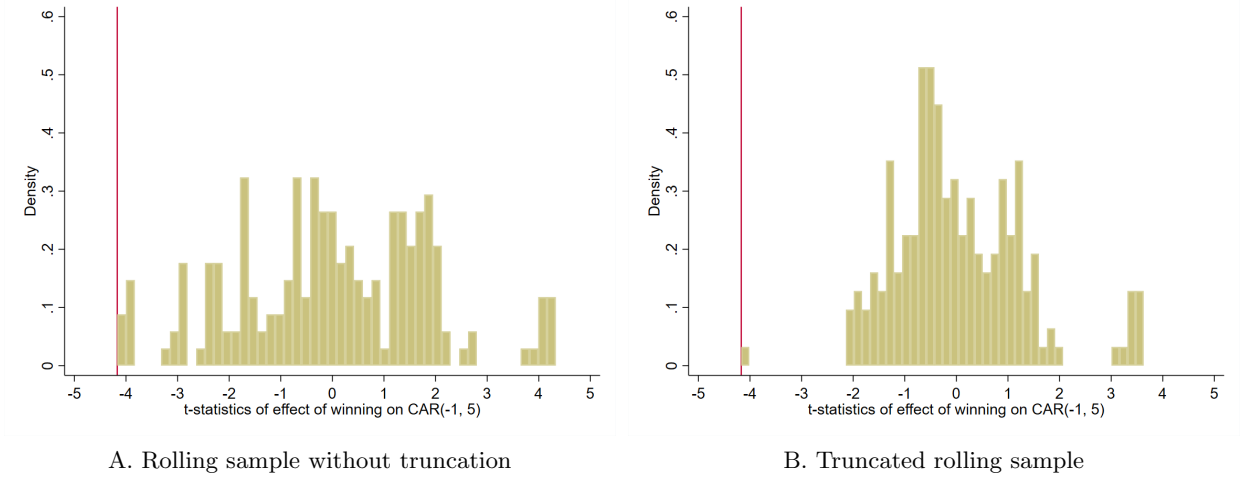 .6
.5
.4
.3
.2
.1
0
Density
-5 -4 -3 -2 -1 0 1 2 3 4 5
t-statistics of effect of winning on CAR(-1, 5)
A. Rolling sample without truncation
.6
.5
.4
.3
.2
.1
0
Density
-5 -4 -3 -2 -1 0 1 2 3 4 5
t-statistics of effect of winning on CAR(-1, 5)
B. Truncated rolling sample